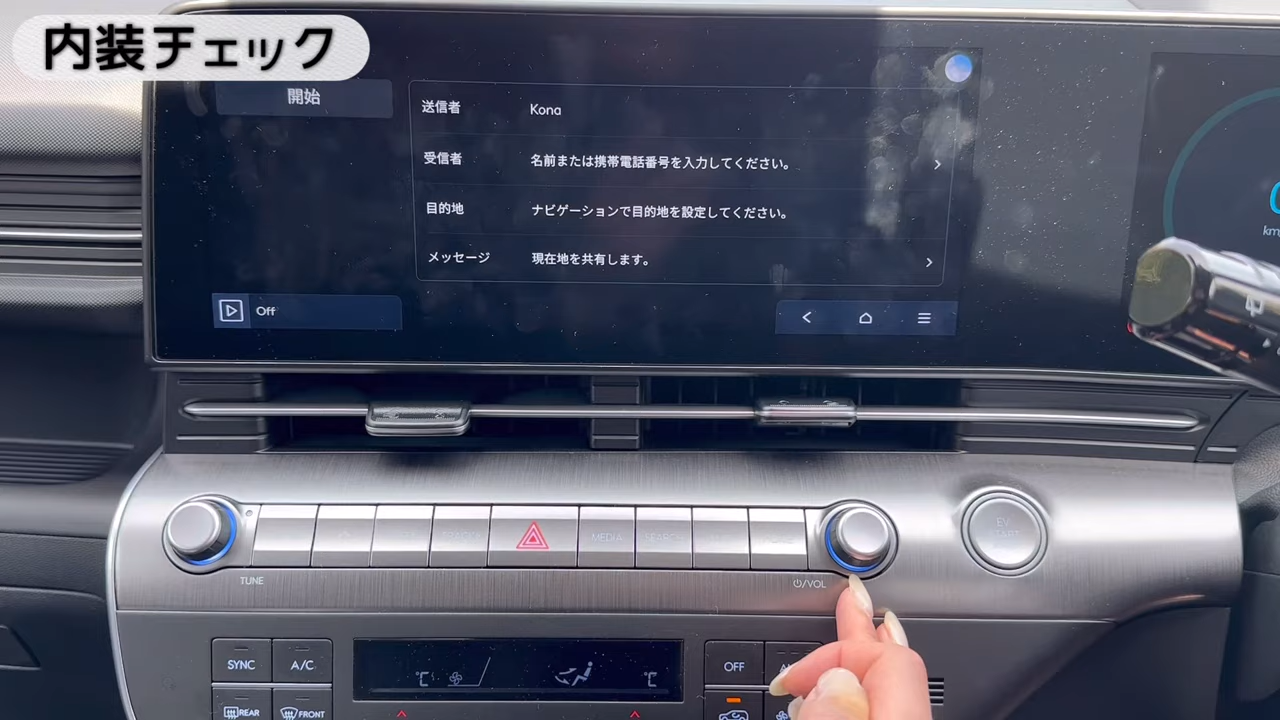 内装チェック
開始
送信者 Kona
受信者 名前または携帯電話番号を入力してください。
目的地 ナビゲーションで目的地を設定してください。
メッセージ 現在地を共有します。
Off
km
MEDIA
SEARCH
EV
START
TUNE
VOL
SYNC
A/C
℃
℃
OFF
REAR
FRONT